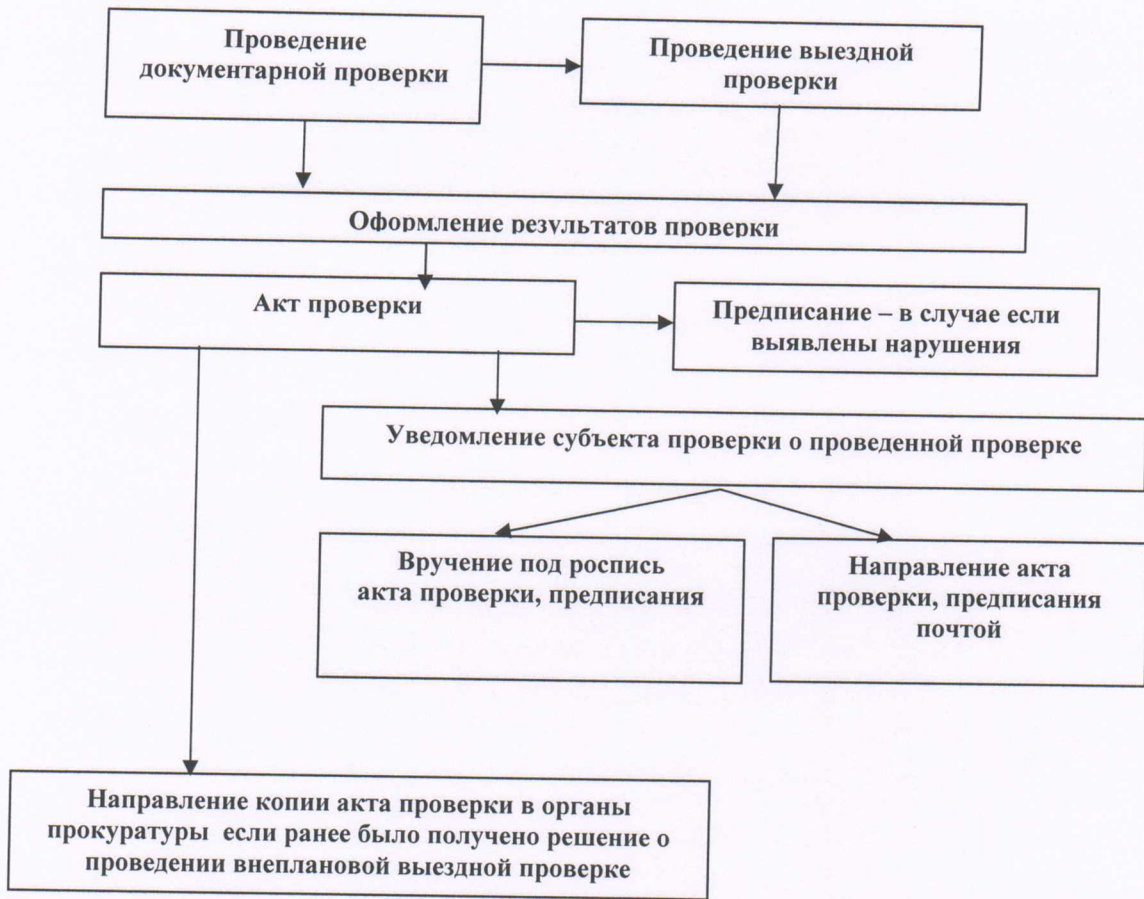 Проведение
документарной проверки
Проведение выездной
проверки
Оформление результатов проверки
Акт проверки
Предписание – в случае если
выявлены нарушения
Уведомление субъекта проверки о проведенной проверке
Вручение под роспись
акта проверки, предписания
Направление акта
проверки, предписания
почтой
Направление копии акта проверки в органы
прокуратуры если ранее было получено решение о
проведении внеплановой выездной проверке